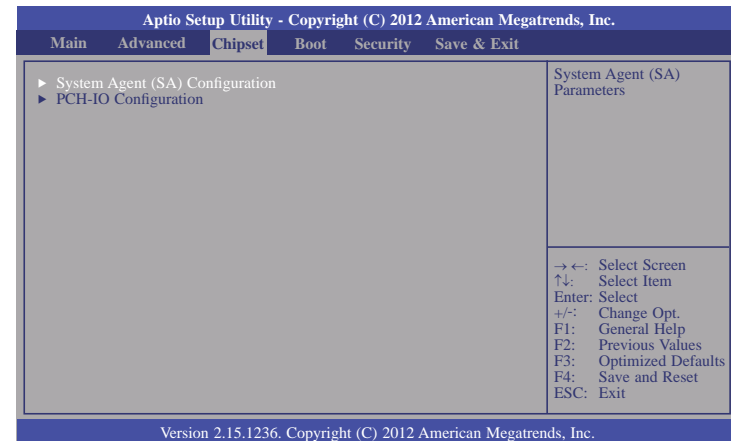 Aptio Setup Utility - Copyright (C) 2012 American Megatrends, Inc.
Main Advanced Chipset Boot Security Save & Exit
► System Agent (SA) Configuration
► PCH-IO Configuration
System Agent (SA)
Parameters
→←: Select Screen
↑↓: Select Item
Enter: Select
+/-: Change Opt.
F1: General Help
F2: Previous Values
F3: Optimized Defaults
F4: Save and Reset
ESC: Exit
Version 2.15.1236. Copyright (C) 2012 American Megatrends, Inc.